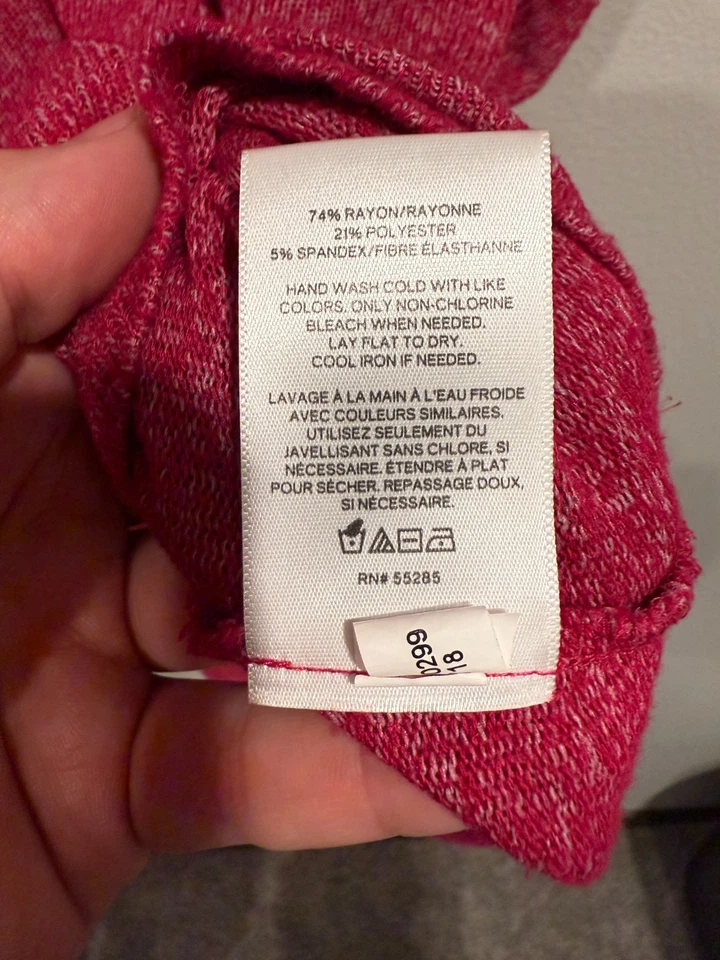 74% RAYON/RAYONNE
21% POLYESTER
5% SPANDEX/FIBRE ÉLASTHANNE
HAND WASH COLD WITH LIKE
COLORS. ONLY NON-CHLORINE
BLEACH WHEN NEEDED.
LAY FLAT TO DRY.
COOL IRON IF NEEDED.
LAVAGE À LA MAIN À L'EAU FROIDE
AVEC COULEURS SIMILAIRES.
UTILISEZ SEULEMENT DU
JAVELLISANT SANS CHLORE, SI
NÉCESSAIRE. ÉTENDRE À PLAT
POUR SÉCHER. REPASSAGE DOUX,
SI NÉCESSAIRE.
RN# 55285
0299
18